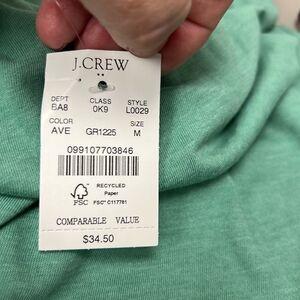 J.CREW
DEPT CLASS STYLE
BA8 0K9 L0029
COLOR SIZE
AVE GR1225 M
099107703846
RECYCLED
Paper
FSC FSC® C117781
COMPARABLE VALUE
$34.50